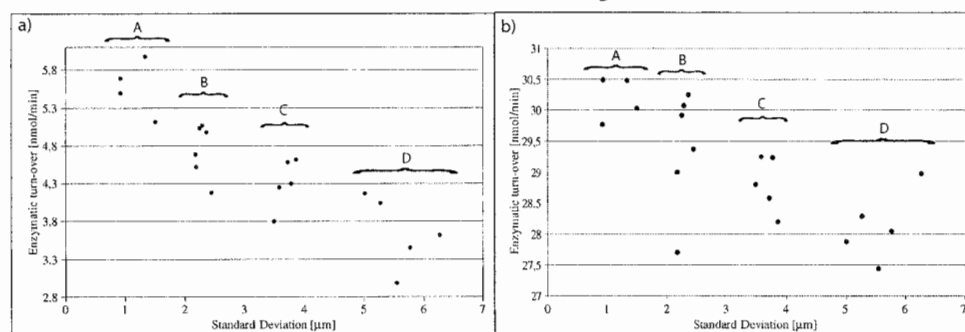 a)
A
B
C
D
Enzymatic turn-over [nmol/min]
5.8
5.3
4.8
4.3
3.8
3.3
2.8
0 1 2 3 4 5 6 7
Standard Deviation [μm]
b)
A
B
C
D
Enzymatic turn-over [nmol/min]
31
30.5
30
29.5
29
28.5
28
27.5
27
0 1 2 3 4 5 6 7
Standard Deviation [μm]